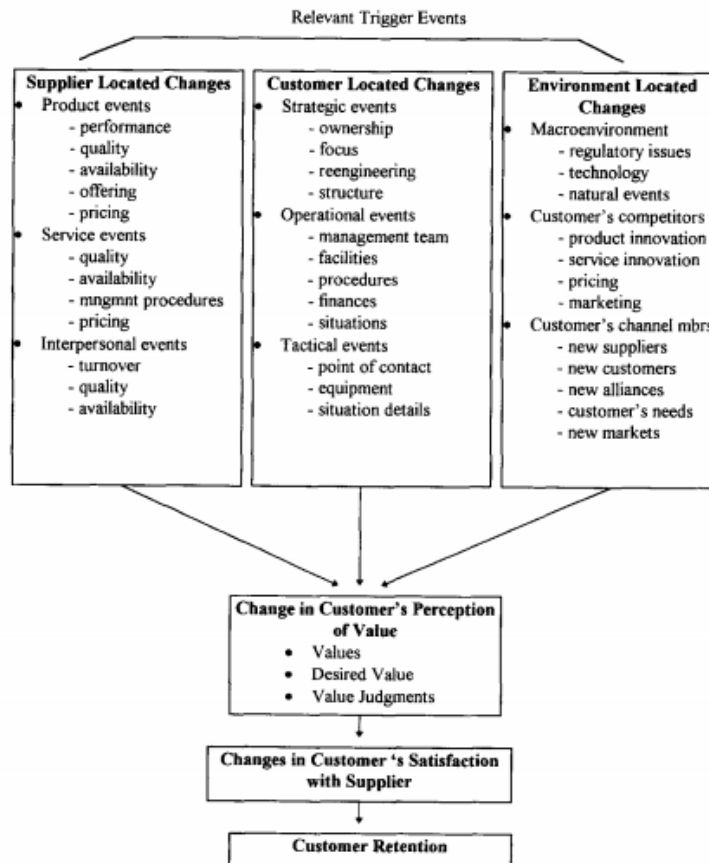 Relevant Trigger Events
Supplier Located Changes
• Product events
- performance
- quality
- availability
- offering
- pricing
• Service events
- quality
- availability
- mngmnt procedures
- pricing
• Interpersonal events
- turnover
- quality
- availability
Customer Located Changes
• Strategic events
- ownership
- focus
- reengineering
- structure
• Operational events
- management team
- facilities
- procedures
- finances
- situations
• Tactical events
- point of contact
- equipment
- situation details
Environment Located
Changes
• Macroenvironment
- regulatory issues
- technology
- natural events
• Customer's competitors
- product innovation
- service innovation
- pricing
- marketing
• Customer's channel mbrs
- new suppliers
- new customers
- new alliances
- customer's needs
- new markets
Change in Customer's Perception
of Value
• Values
• Desired Value
• Value Judgments
Changes in Customer 's Satisfaction
with Supplier
Customer Retention